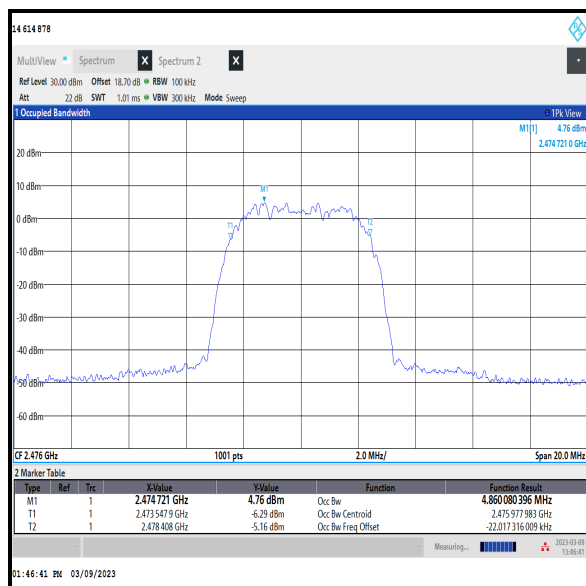 14 614 878
MultiView Spectrum X Spectrum 2 X
Ref Level 30.00 dBm Offset 18.70 dB RBW 100 kHz
Att 22 dB SWT 1.01 ms VBW 300 kHz Mode Sweep
1 Occupied Bandwidth 1Pk View
M1[1] 4.76 dBm
2.474 721 0 GHz
20 dBm
10 dBm
M1
0 dBm
T1 T2
-10 dBm
-20 dBm
-30 dBm
-40 dBm
-50 dBm
-60 dBm
CF 2.476 GHz 1001 pts 2.0 MHz/ Span 20.0 MHz
2 Marker Table
Type Ref Trc X-Value Y-Value Function Function Result
M1 1 2.474 721 GHz 4.76 dBm Occ Bw 4.860 080 396 MHz
T1 1 2.473 547 9 GHz -6.29 dBm Occ Bw Centroid 2.475 977 983 GHz
T2 1 2.478 408 GHz -5.16 dBm Occ Bw Freq Offset -22.017 316 009 kHz
Measuring... 2023-03-09
13:46:41
01:46:41 PM 03/09/2023